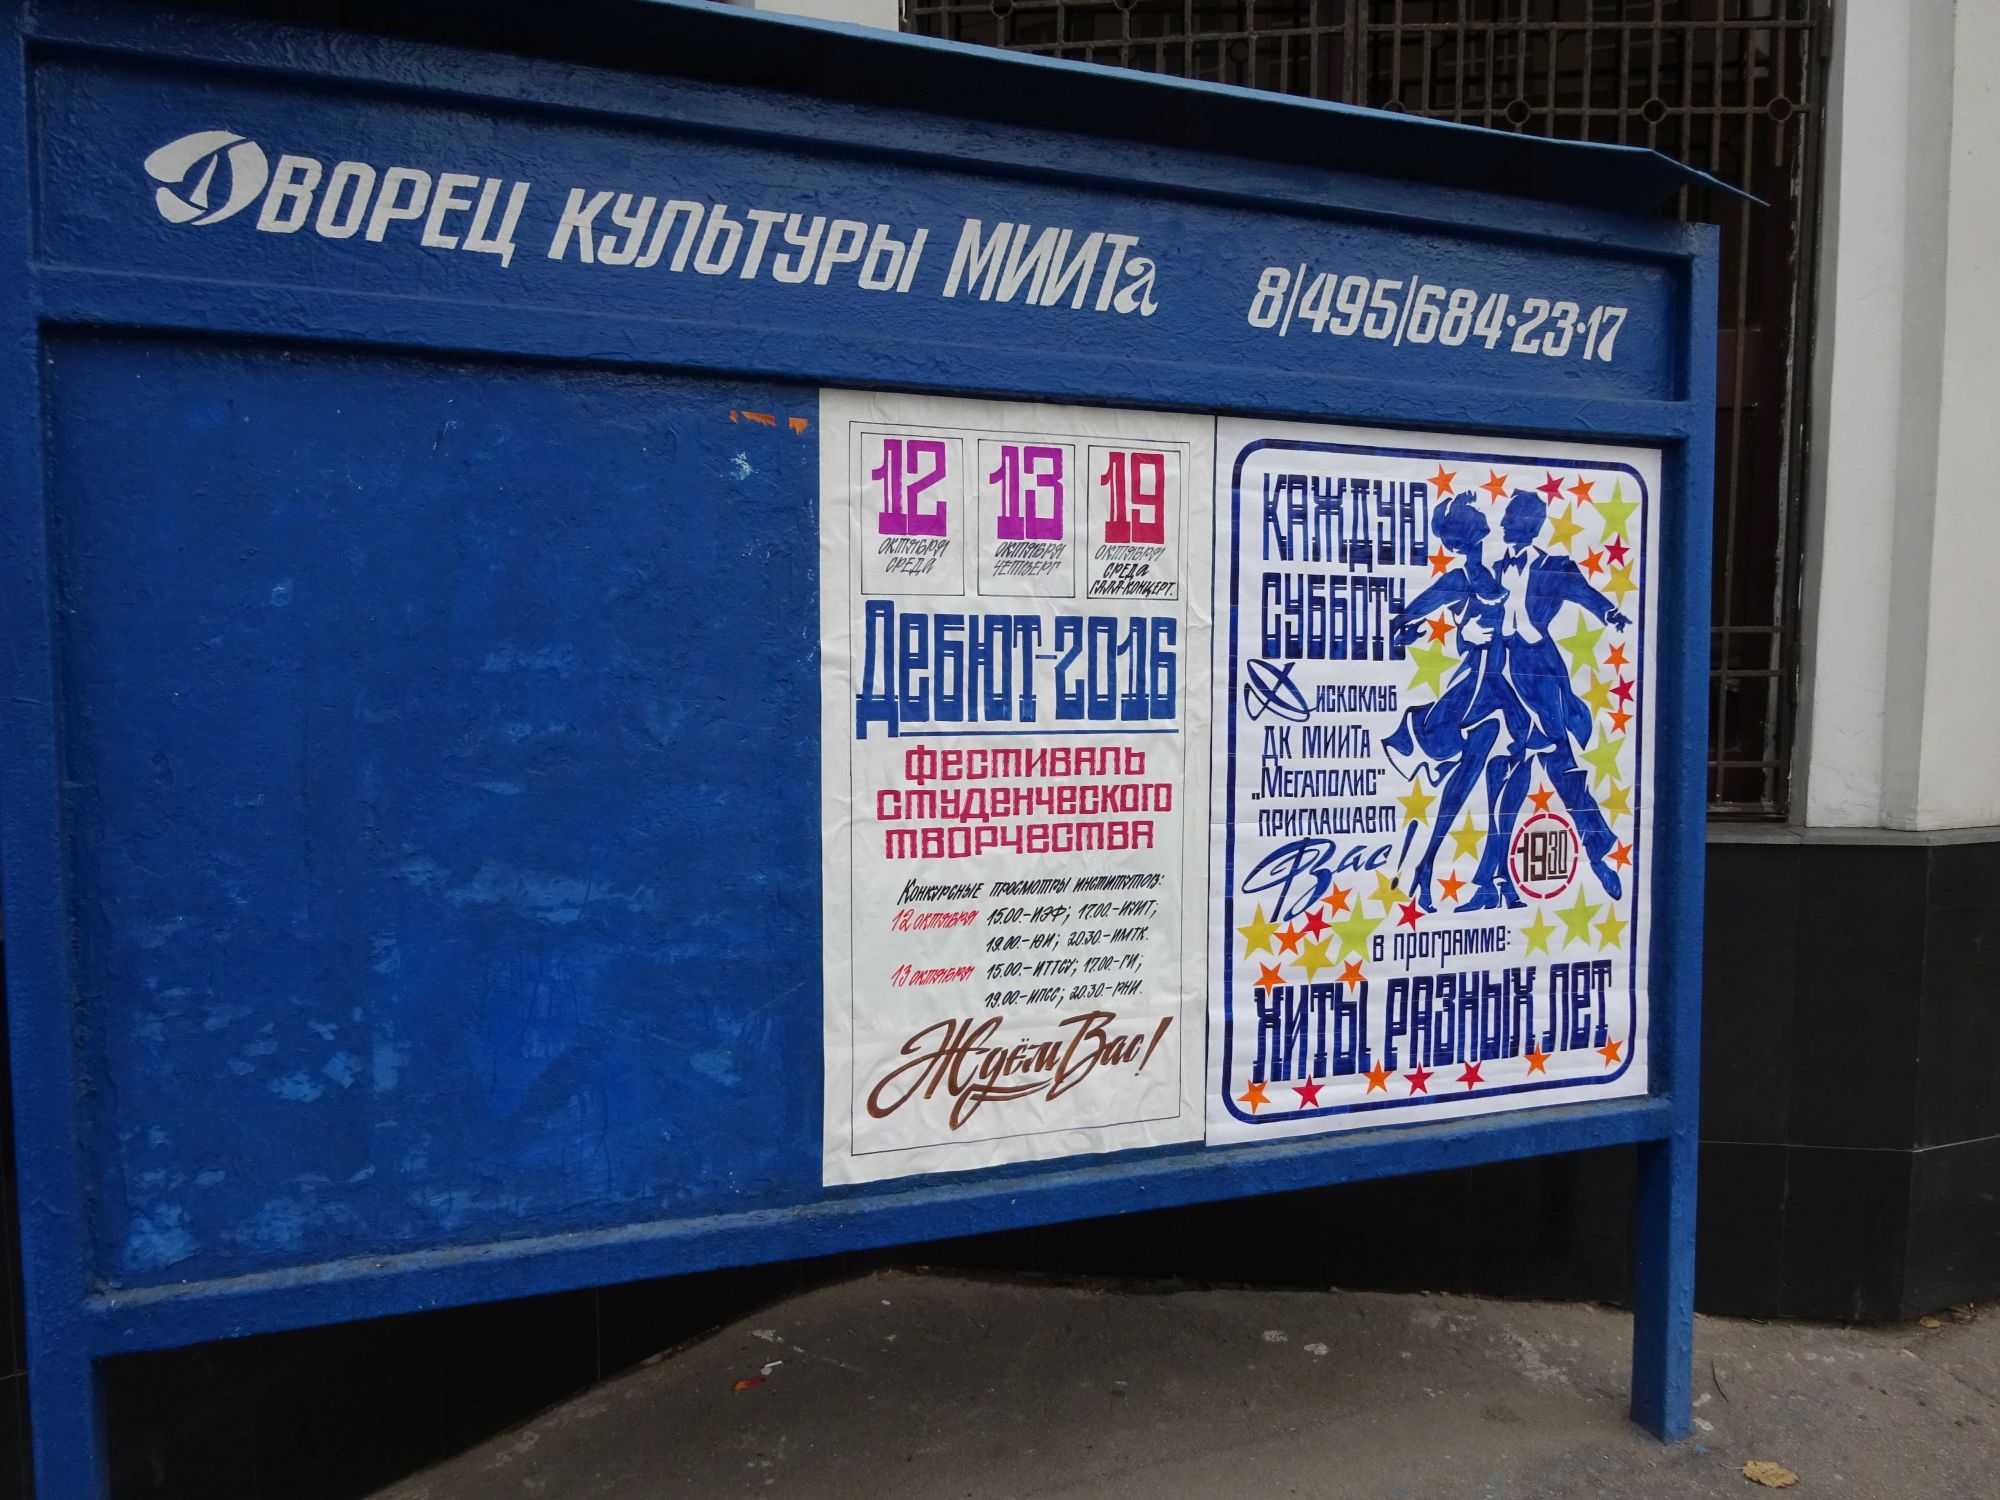 Дворец культуры МИИТа
8/495/684·23·17
12
октября
среда
13
октября
четверг
19
октября
среда
гала-концерт.
Дебют-2016
фестиваль
студенческого
творчества
Конкурсные просмотры институтов:
12 октября 15.00.-ИЭФ; 17.00.-ИУИТ;
19.00.-ЮИ; 20.30.-ИМТК.
13 октября 15.00.-ИТТСУ; 17.00.-ГИ;
19.00.-ИПСС; 20.30.-РНИ.
Ждём Вас!
Каждую
субботу
Дискоклуб
ДК МИИТа
„Мегаполис"
приглашает
Вас!
19 30
в программе:
хиты разных лет